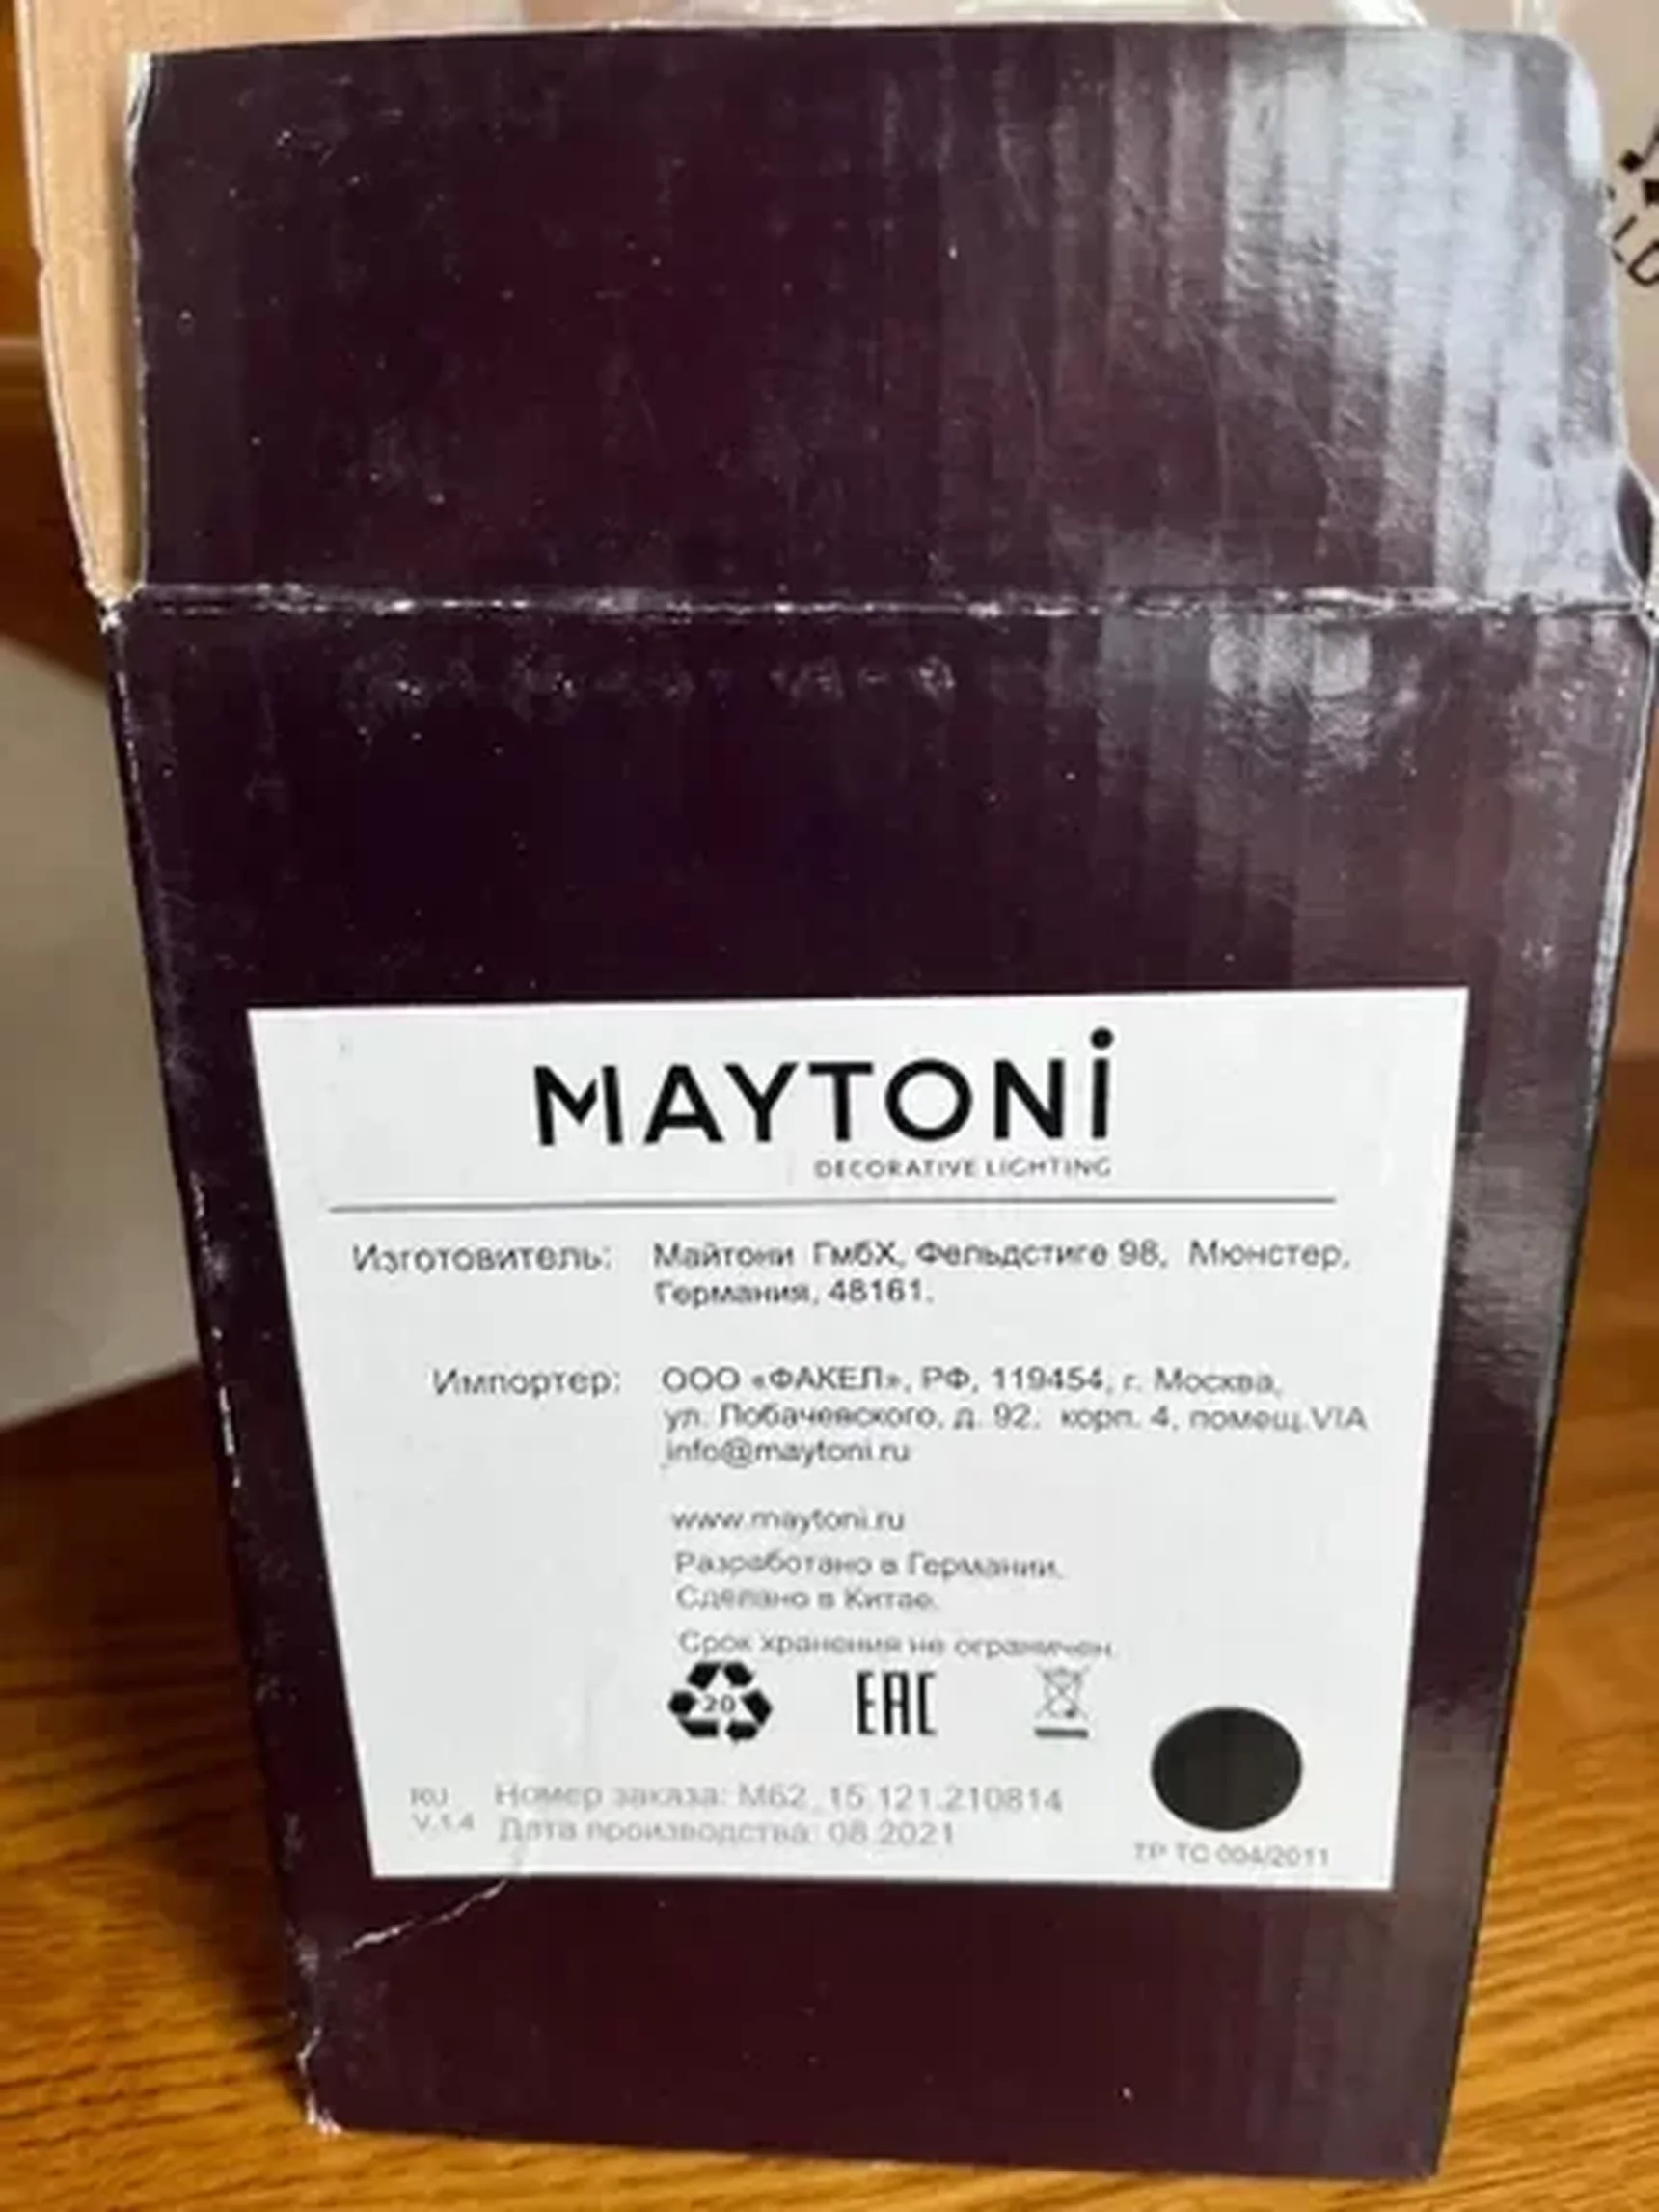 MAYTONi
DECORATIVE LIGHTING
Изготовитель: Майтони ГмбХ, Фельдстиге 98, Мюнстер,
Германия, 48161.
Импортер: ООО «ФАКЕЛ», РФ, 119454, г. Москва,
ул. Лобачевского, д. 92, корп. 4, помещ.VIA
info@maytoni.ru
www.maytoni.ru
Разработано в Германии.
Сделано в Китае.
Срок хранения не ограничен.
20
EAC
RU Номер заказа: M62_15.121.210814
V.1.4 Дата производства: 08.2021
ТР ТС 004/2011